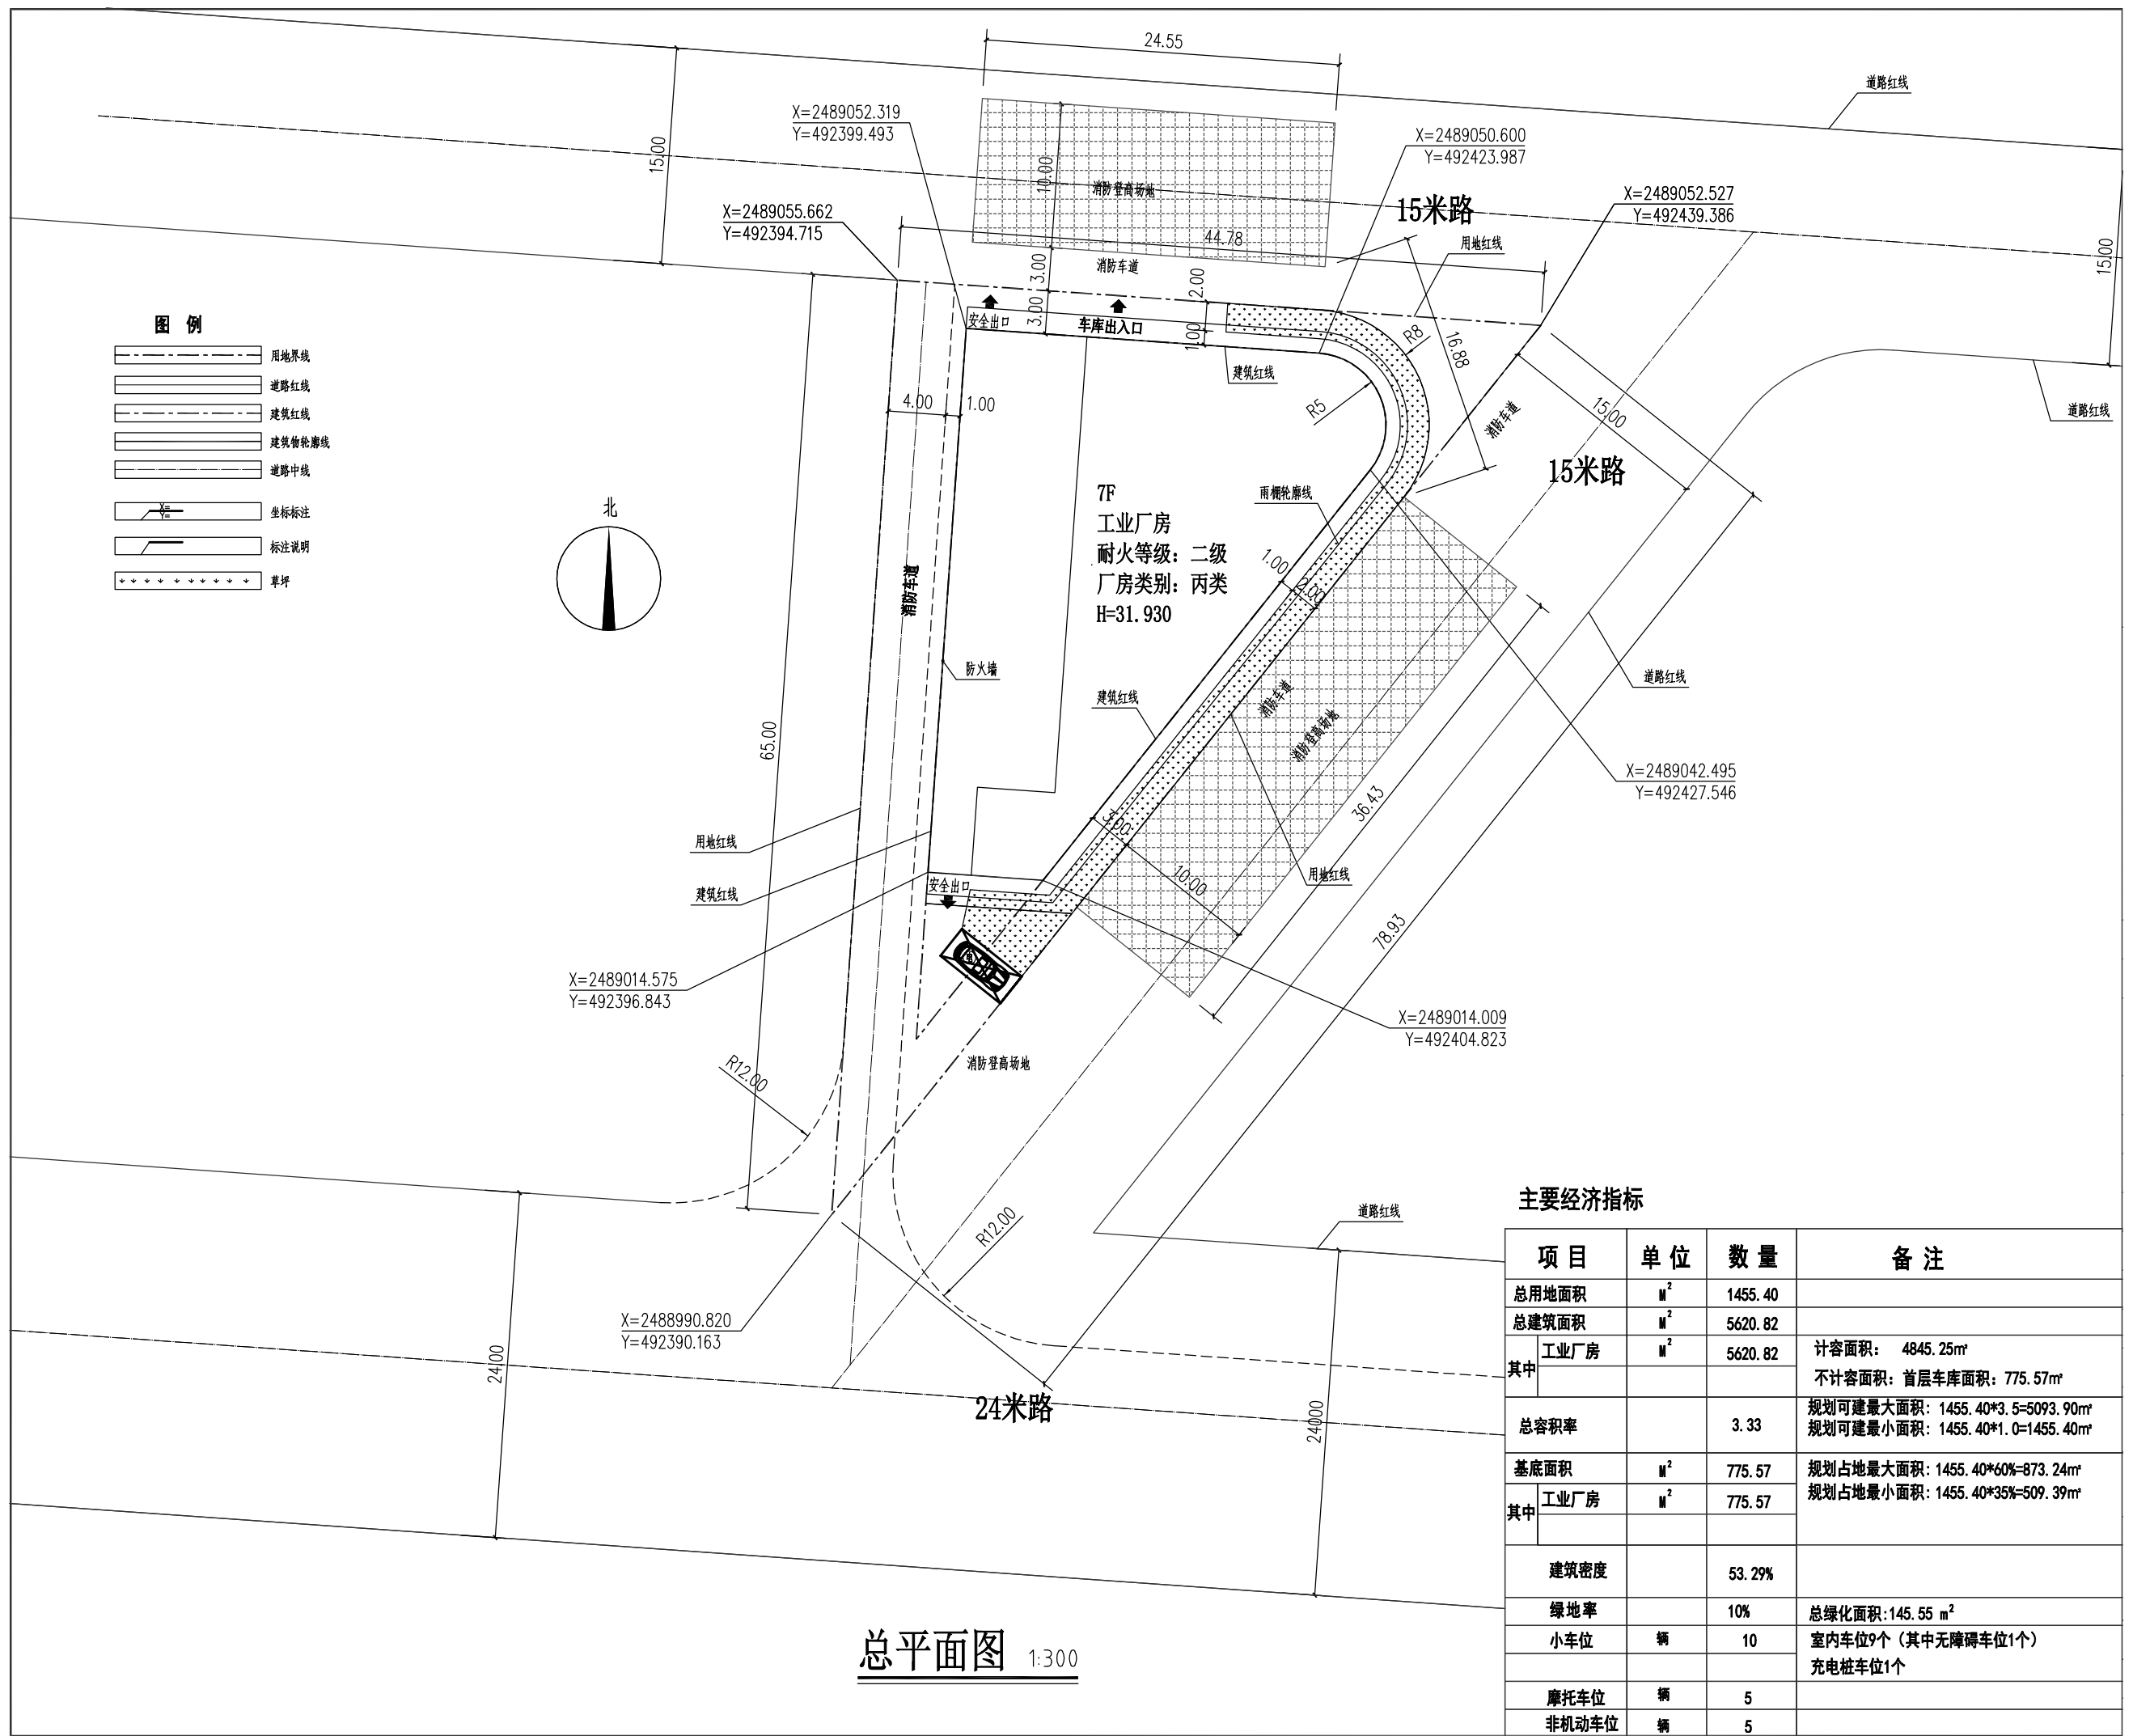 24.55
道路红线
X=2489052.319
Y=492399.493
15.00
10.00
消防登高场地
X=2489050.600
Y=492423.987
15米路
X=2489052.527
Y=492439.386
X=2489055.662
Y=492394.715
44.78
用地红线
15.00
3.00
消防车道
2.00
图 例
用地界线
道路红线
建筑红线
建筑物轮廓线
道路中线
X=
Y=
坐标标注
标注说明
草坪
安全出口
3.00
车库出入口
1.00
R8
16.88
建筑红线
4.00
1.00
R5
消防车道
15.00
道路红线
15米路
北
7F
工业厂房
耐火等级：二级
厂房类别：丙类
H=31.930
雨棚轮廓线
1.00
2.00
消防车道
防火墙
建筑红线
消防车道
消防登高场地
道路红线
65.00
X=2489042.495
Y=492427.546
36.43
3.00
10.00
用地红线
用地红线
建筑红线
安全出口
78.93
X=2489014.575
Y=492396.843
X=2489014.009
Y=492404.823
消防登高场地
R12.00
R12.00
道路红线
X=2488990.820
Y=492390.163
24.00
24米路
24000
总平面图 1:300
主要经济指标
项 目 单 位 数 量 备 注
总用地面积 M² 1455.40
总建筑面积 M² 5620.82
其中 工业厂房 M² 5620.82 计容面积： 4845.25㎡
不计容面积：首层车库面积：775.57㎡
总容积率 3.33 规划可建最大面积：1455.40*3.5=5093.90㎡
规划可建最小面积：1455.40*1.0=1455.40㎡
基底面积 M² 775.57 规划占地最大面积：1455.40*60%=873.24㎡
其中 工业厂房 M² 775.57 规划占地最小面积：1455.40*35%=509.39㎡
建筑密度 53.29%
绿地率 10% 总绿化面积:145.55 m²
小车位 辆 10 室内车位9个（其中无障碍车位1个）
充电桩车位1个
摩托车位 辆 5
非机动车位 辆 5